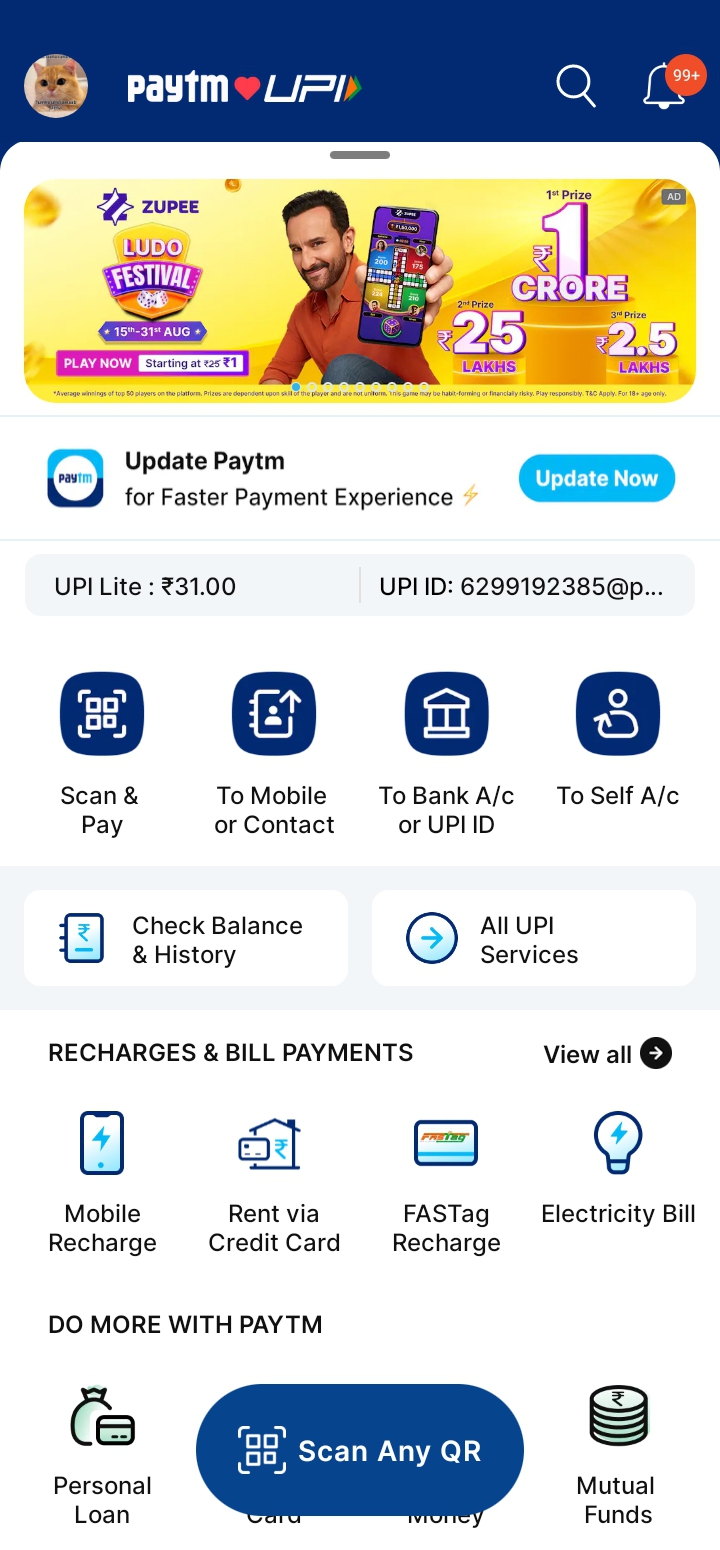 paytm UPI
99+
ZUPEE
LUDO
FESTIVAL
15th-31st AUG
PLAY NOW Starting at ₹25 ₹1
AD
1st Prize
₹1
CRORE
2nd Prize
₹25
LAKHS
3rd Prize
₹2.5
LAKHS
*Average winnings of top 50 players on the platform. Prizes are dependent upon skill of the player and are not uniform. This game may be habit-forming or financially risky. Play responsibly. T&C Apply. For 18+ age only.
paytm
Update Paytm
for Faster Payment Experience ⚡
Update Now
UPI Lite : ₹31.00
UPI ID: 6299192385@p...
Scan &
Pay
To Mobile
or Contact
To Bank A/c
or UPI ID
To Self A/c
Check Balance
& History
All UPI
Services
RECHARGES & BILL PAYMENTS
View all
Mobile
Recharge
Rent via
Credit Card
FASTag
FASTag
Recharge
Electricity Bill
DO MORE WITH PAYTM
Personal
Loan
Card
Money
Mutual
Funds
Scan Any QR